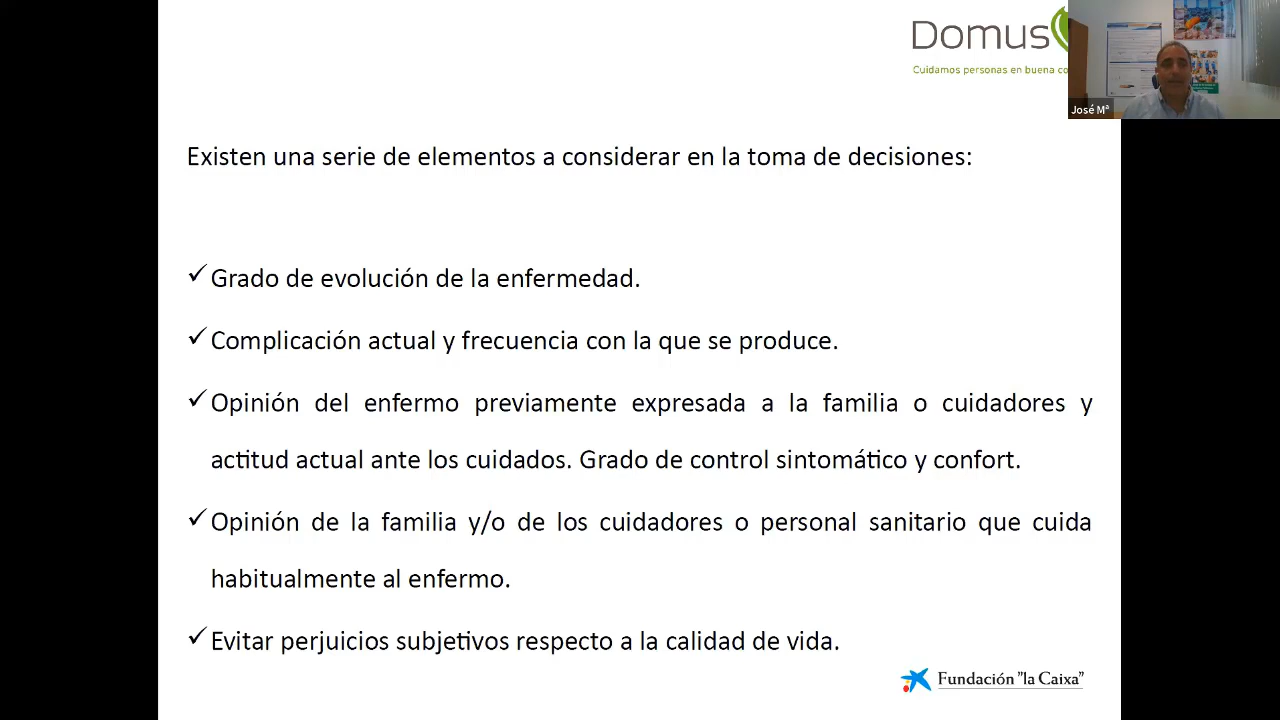 Domus
Cuidamos personas en buena
José Mª
Existen una serie de elementos a considerar en la toma de decisiones:
✓Grado de evolución de la enfermedad.
✓Complicación actual y frecuencia con la que se produce.
✓Opinión del enfermo previamente expresada a la familia o cuidadores y
actitud actual ante los cuidados. Grado de control sintomático y confort.
✓Opinión de la familia y/o de los cuidadores o personal sanitario que cuida
habitualmente al enfermo.
✓Evitar perjuicios subjetivos respecto a la calidad de vida.
Fundación "la Caixa"